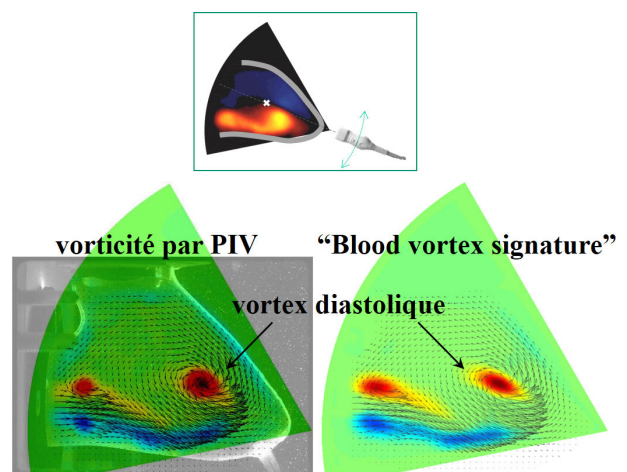 vorticité par PIV
“Blood vortex signature”
vortex diastolique